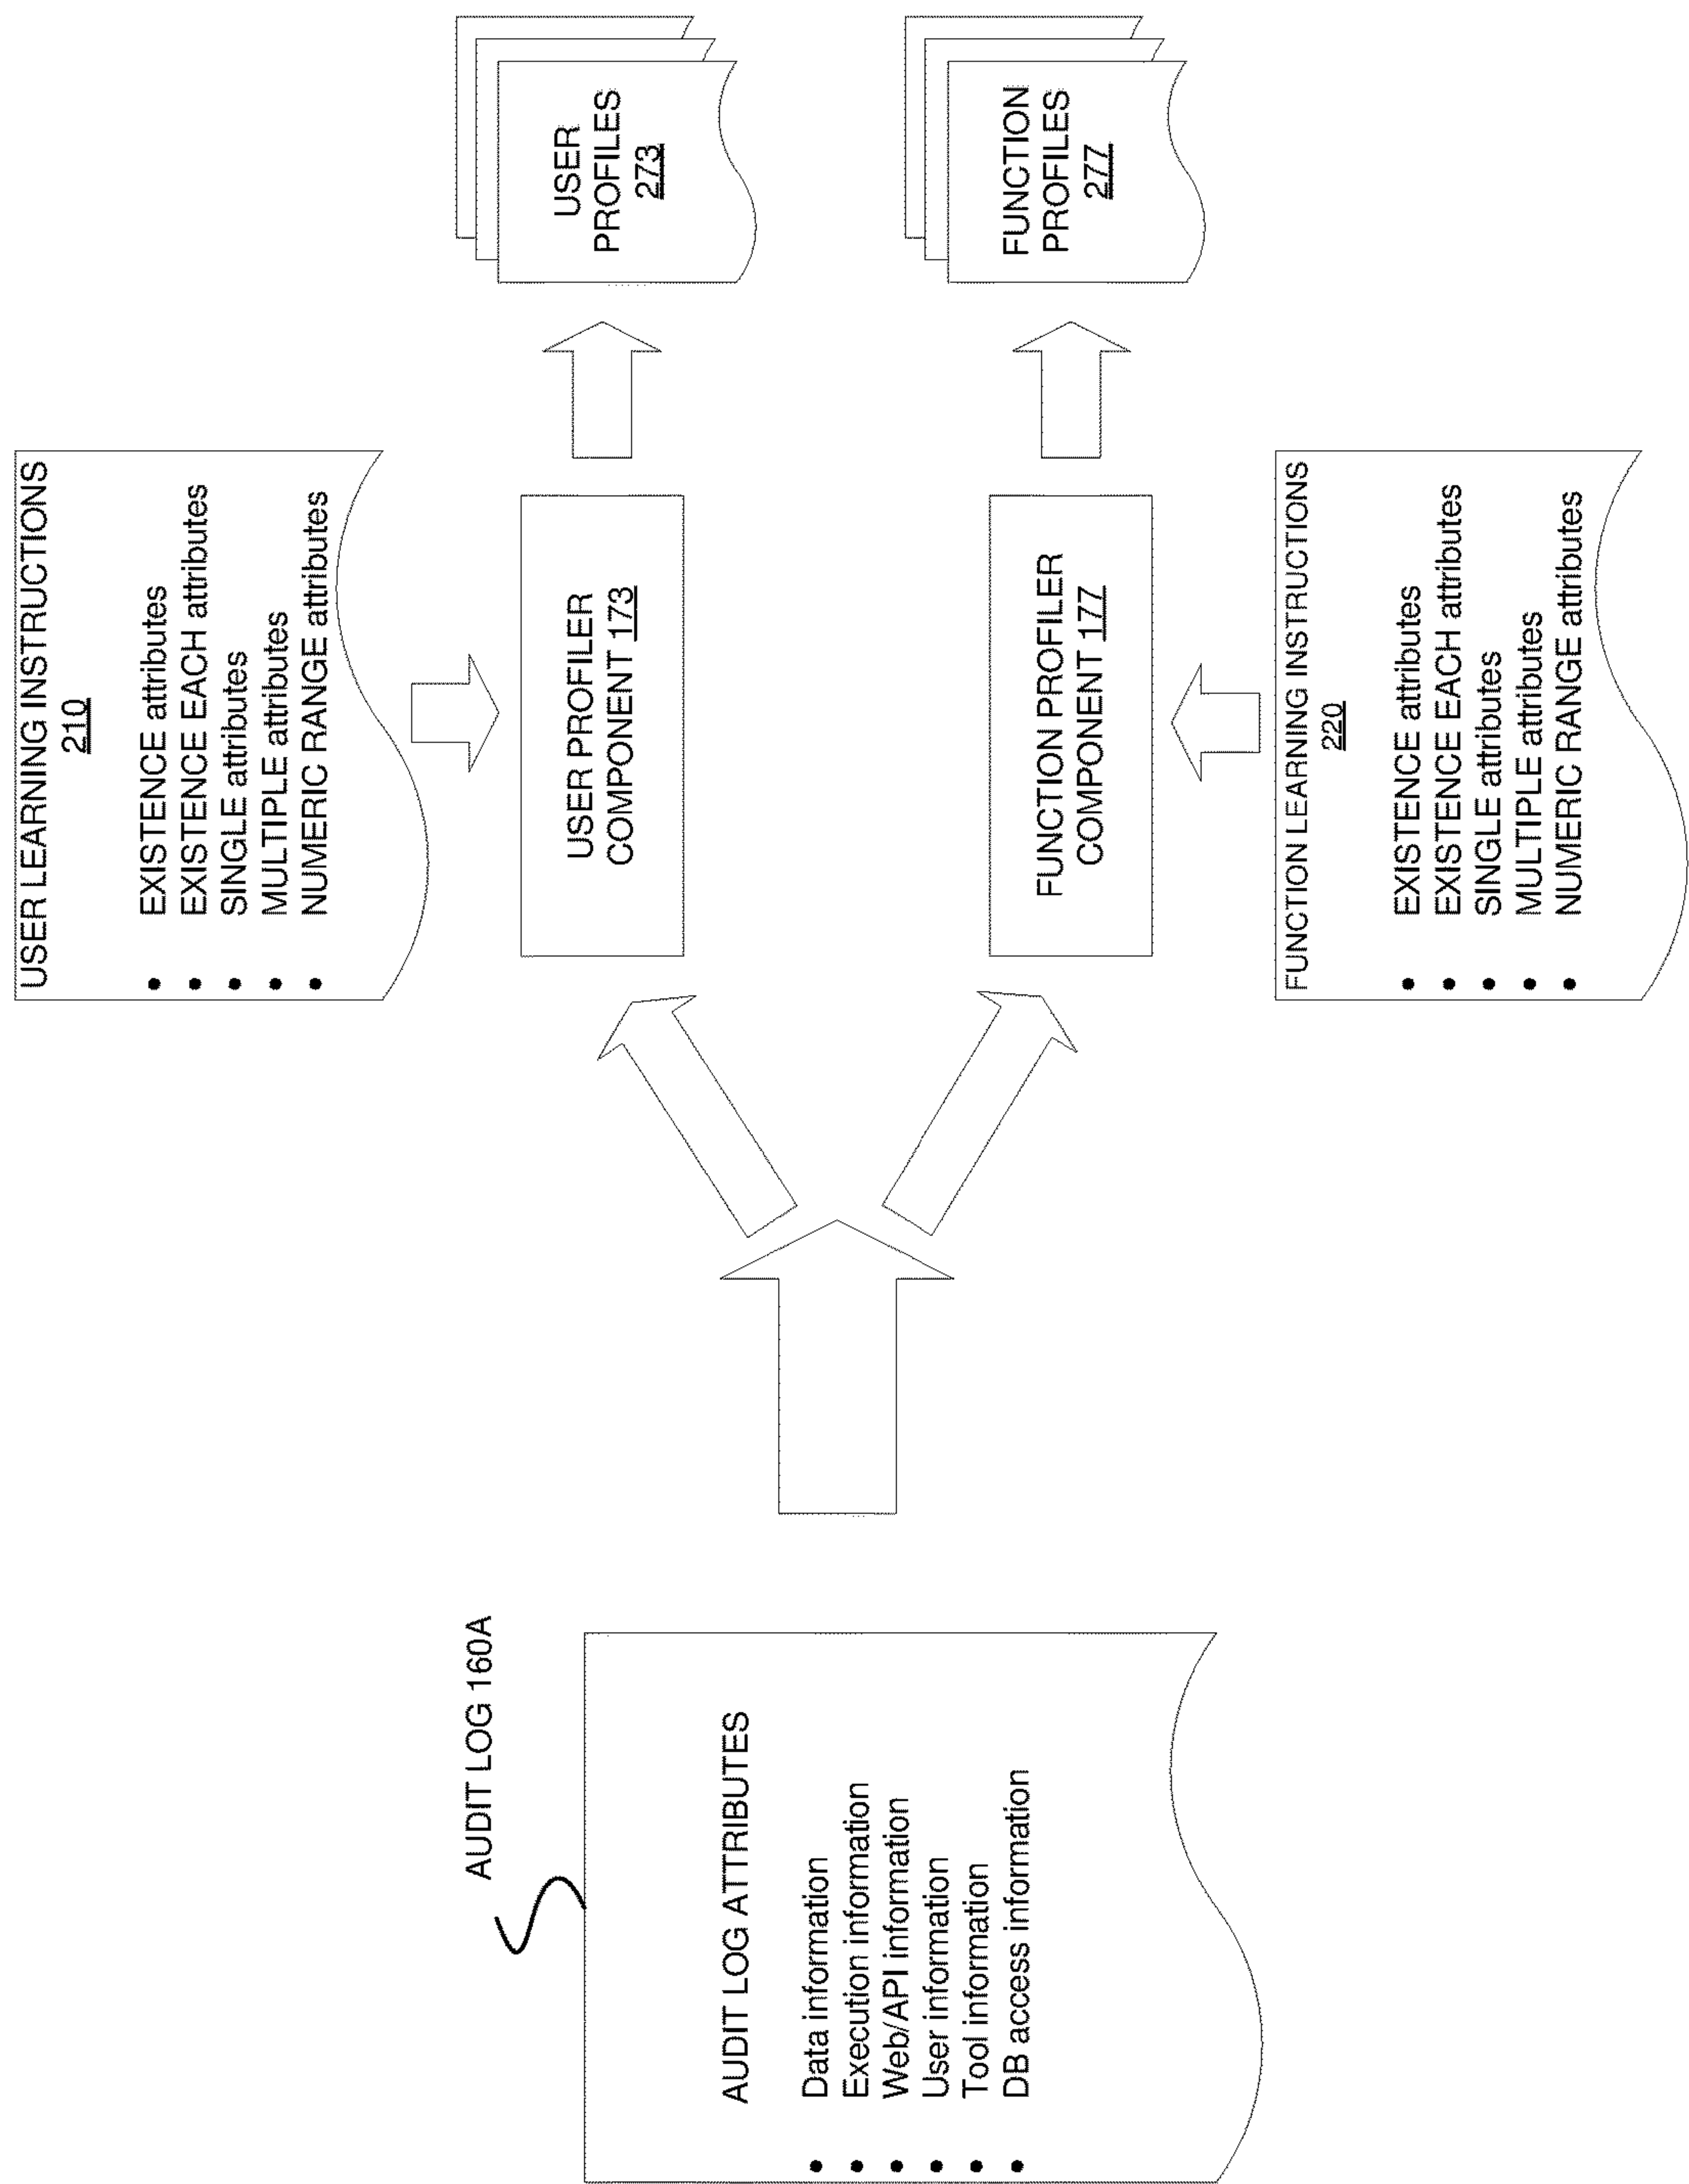 AUDIT LOG 160A
AUDIT LOG ATTRIBUTES
• Data information
• Execution information
• Web/API information
• User information
• Tool information
• DB access information
USER LEARNING INSTRUCTIONS
210
• EXISTENCE attributes
• EXISTENCE EACH attributes
• SINGLE attributes
• MULTIPLE attributes
• NUMERIC RANGE attributes
USER PROFILER
COMPONENT 173
FUNCTION PROFILER
COMPONENT 177
FUNCTION LEARNING INSTRUCTIONS
220
• EXISTENCE attributes
• EXISTENCE EACH attributes
• SINGLE attributes
• MULTIPLE attributes
• NUMERIC RANGE attributes
USER
PROFILES
273
FUNCTION
PROFILES
277